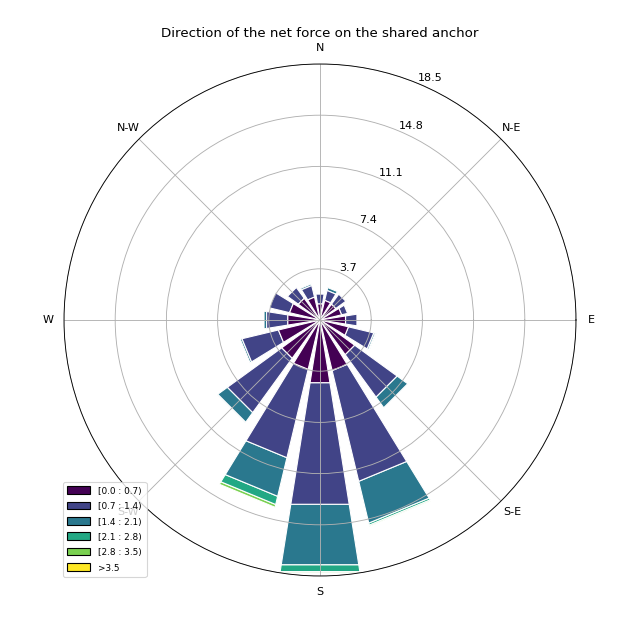 Direction of the net force on the shared anchor
N
18.5
N-W
14.8
N-E
11.1
7.4
3.7
W
E
[0.0 : 0.7)
[0.7 : 1.4)
S-W
S-E
[1.4 : 2.1)
[2.1 : 2.8)
[2.8 : 3.5)
>3.5
S